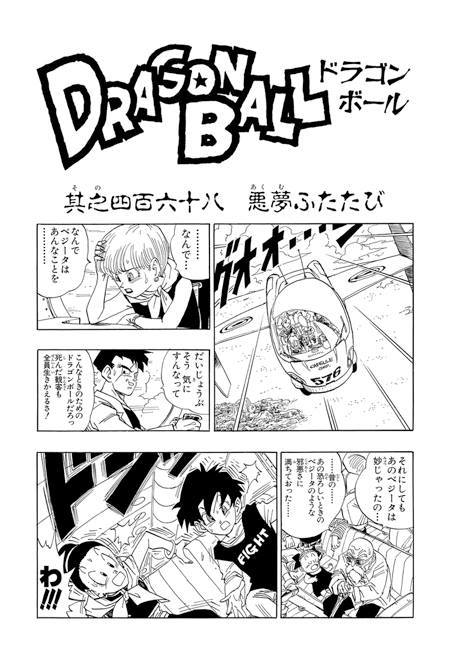 DRAGON BALL
ドラゴンボール
其之四百六十八 悪夢ふたたび
グオオ・・・ーン・・・
CAPSULE
576
………
なんで…
なんで
ベジータは
あんなことを
………
だいじょうぶ
そう 気に
すんなって
こんなときのための
ドラゴンボールだろっ
死んだ観客も
全員生きかえるさ!
それにしても
あのベジータは
妙じゃったの…
……昔の
あの恐ろしいときの
ベジータのような
邪悪さに
満ちておった……
FIGHT
わ!!!